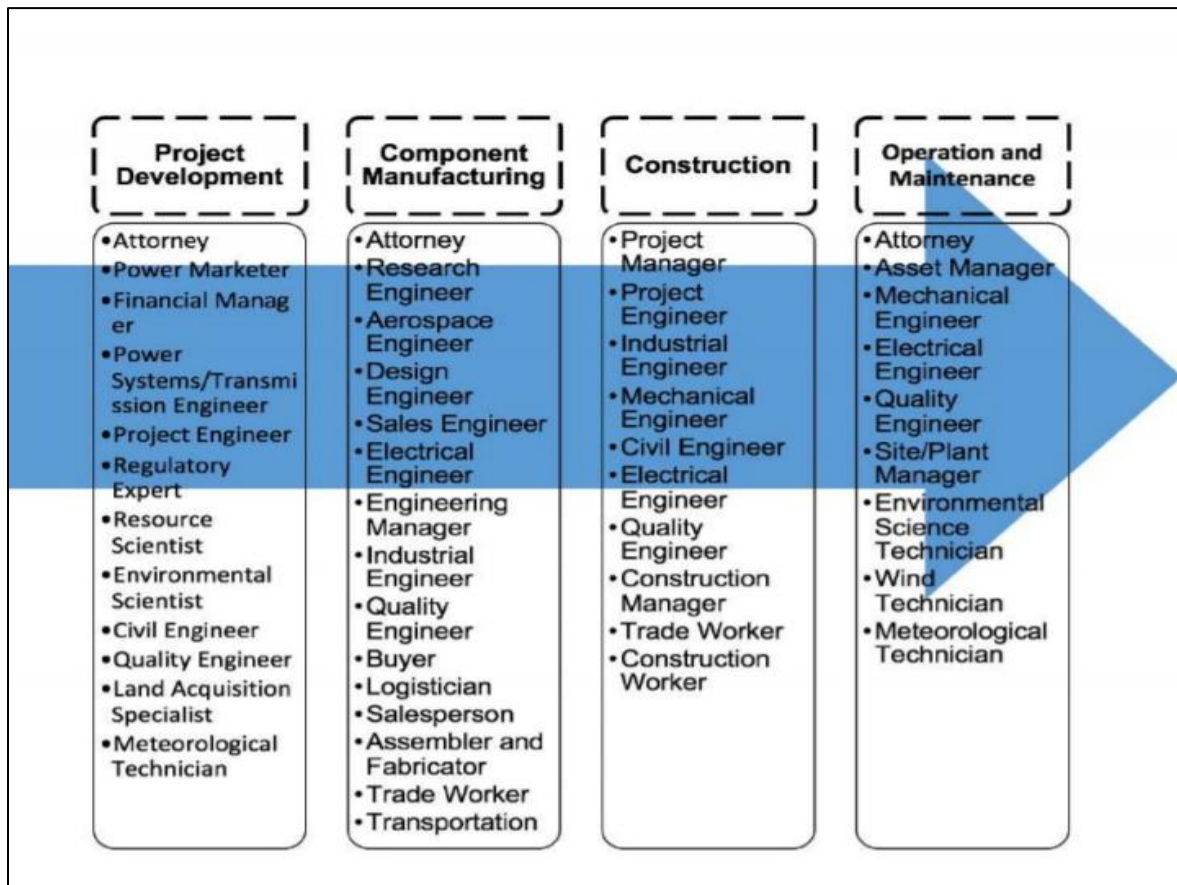 Project
Development
•Attorney
•Power Marketer
•Financial Manag
er
•Power
Systems/Transmi
ssion Engineer
•Project Engineer
•Regulatory
Expert
•Resource
Scientist
•Environmental
Scientist
•Civil Engineer
•Quality Engineer
•Land Acquisition
Specialist
•Meteorological
Technician
Component
Manufacturing
•Attorney
•Research
Engineer
•Aerospace
Engineer
•Design
Engineer
•Sales Engineer
•Electrical
Engineer
•Engineering
Manager
•Industrial
Engineer
•Quality
Engineer
•Buyer
•Logistician
•Salesperson
•Assembler and
Fabricator
•Trade Worker
•Transportation
Construction
•Project
Manager
•Project
Engineer
•Industrial
Engineer
•Mechanical
Engineer
•Civil Engineer
•Electrical
Engineer
•Quality
Engineer
•Construction
Manager
•Trade Worker
•Construction
Worker
Operation and
Maintenance
•Attorney
•Asset Manager
•Mechanical
Engineer
•Electrical
Engineer
•Quality
Engineer
•Site/Plant
Manager
•Environmental
Science
Technician
•Wind
Technician
•Meteorological
Technician